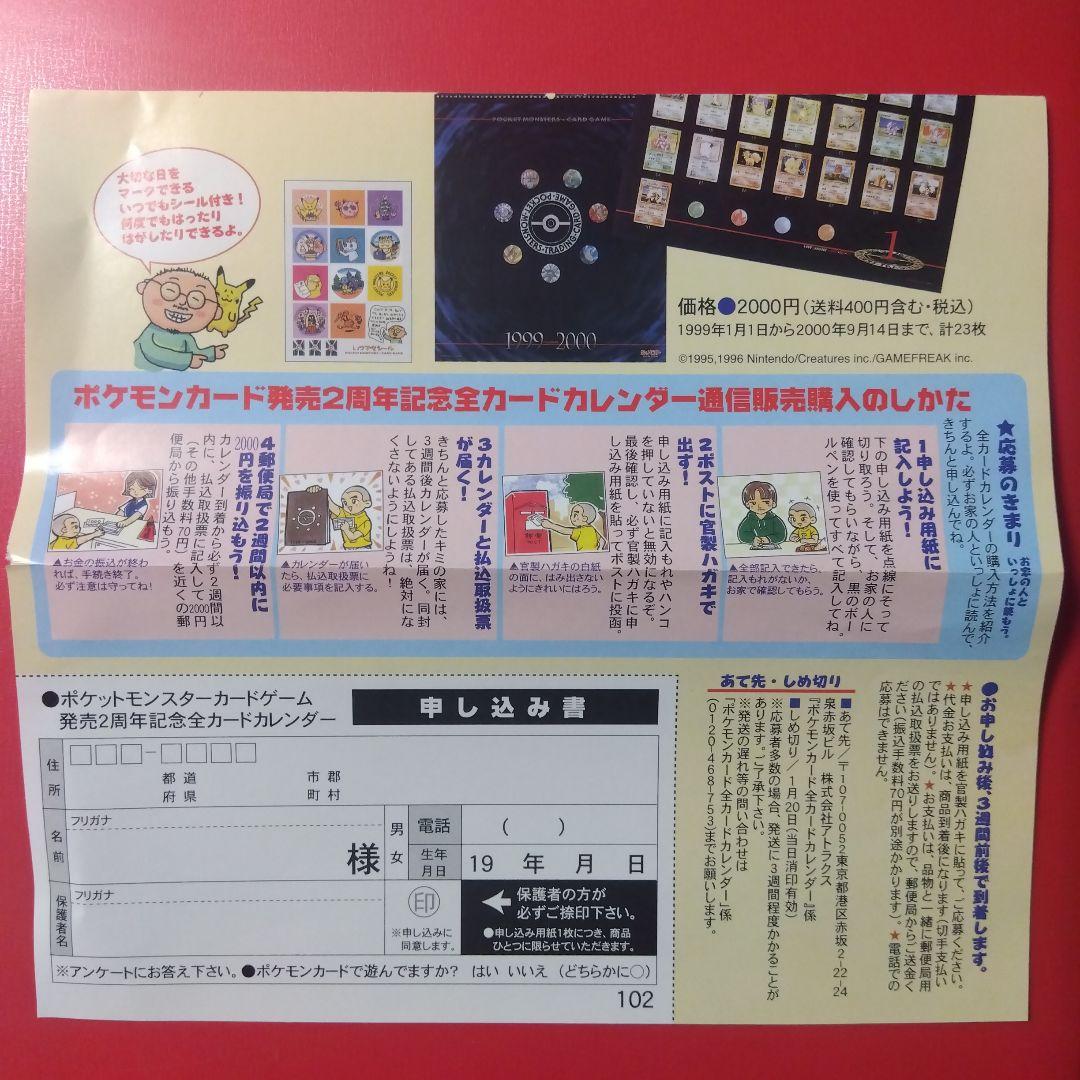 大切な日を
マークできる
いつでもシール付き！
何度でもはったり
はがしたりできるよ。
いつでもシール
POCKET MONSTERS・CARD GAME
POCKET MONSTERS・TRADING CARD GAME
1999—2000
1
価格●2000円（送料400円含む・税込）
1999年1月1日から2000年9月14日まで、計23枚
©1995,1996 Nintendo/Creatures inc./GAMEFREAK inc.
ポケモンカード発売2周年記念全カードカレンダー通信販売購入のしかた
★応募のきまり
お家の人と
いっしょに読もう。
全カードカレンダーの購入方法を紹介
するよ。必ずお家の人といっしょに読んで、
きちんと申し込んでね。
1申し込み用紙に
記入しよう！
下の申し込み用紙を点線にそって
切り取ろう。そして、お家の人に
確認してもらいながら、黒のボー
ルペンを使ってすべて記入してね。
▲全部記入できたら、
記入もれがないか、
お家で確認してもらう。
2ポストに官製ハガキで
出す！
申し込み用紙に記入もれやハンコ
を押していないと無効になるぞ。
最後確認し、必ず官製ハガキに申
し込み用紙を貼ってポストに投函。
▲官製ハガキの白紙
の面に、はみ出さない
ようにきれいにはろう。
3カレンダーと払込取扱票
が届く！
きちんと応募したキミの家には、
3週間後カレンダーが届く。同封
してある払込取扱票は、絶対にな
くさないようにしようね！
▲カレンダーが届い
たら、払込取扱票に
必要事項を記入する。
4郵便局で2週間以内に
2000円を振り込もう！
カレンダー到着から必ず2週間以
内に、払込取扱票に記入して2000円
（その他手数料70円）を近くの郵
便局から振り込もう。
▲お金の振込が終わ
れば、手続き終了。
必ず注意は守ってね！
●お申し込み後、3週間前後で到着します。
★申し込み用紙を官製ハガキに貼って、ご応募ください。
★代金お支払いは、商品到着後になります（切手支払い
ではありません）。★お支払いは、品物と一緒に郵便局用
の払込取扱票をお送りしますので、郵便局からご送金く
ださい（振込手数料70円が別途かかります）。★電話での
応募はできません。
あて先・しめ切り
■あて先／〒107-0052東京都港区赤坂2-22-24
泉赤坂ビル　株式会社アトラクス
『ポケモンカード全カードカレンダー』係
■しめ切り／1月20日（当日消印有効）
※応募者多数の場合、発送に3週間程度かかることが
あります。ご了承下さい。
※発送の遅れ等の問い合わせは
『ポケモンカード全カードカレンダー』係
（0120-468-753）までお願いします。
●ポケットモンスターカードゲーム
発売2周年記念全カードカレンダー
申し込み書
住所
都道 市郡
府県 町村
名前
フリガナ
様
男
女
電話
（　　）
生年
月日
19　年　月　日
保護者名
フリガナ
印
※申し込みに
同意します。
保護者の方が
必ずご捺印下さい。
●申し込み用紙1枚につき、商品
ひとつに限らせていただきます。
※アンケートにお答え下さい。●ポケモンカードで遊んでますか？ はい いいえ（どちらかに○）
102